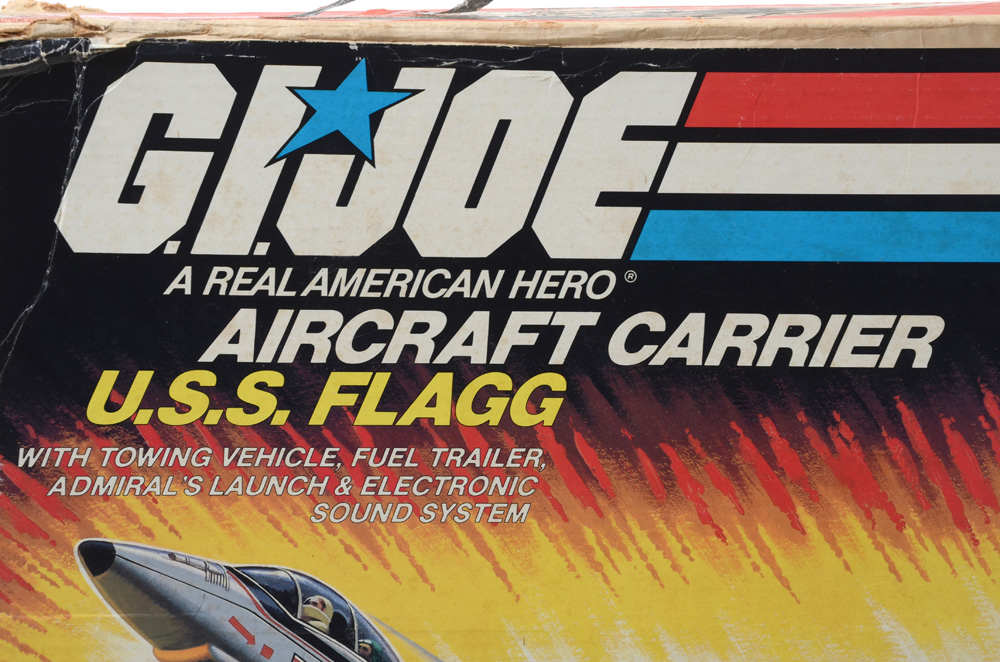 G.I. JOE
A REAL AMERICAN HERO ®
AIRCRAFT CARRIER
U.S.S. FLAGG
WITH TOWING VEHICLE, FUEL TRAILER,
ADMIRAL'S LAUNCH & ELECTRONIC
SOUND SYSTEM